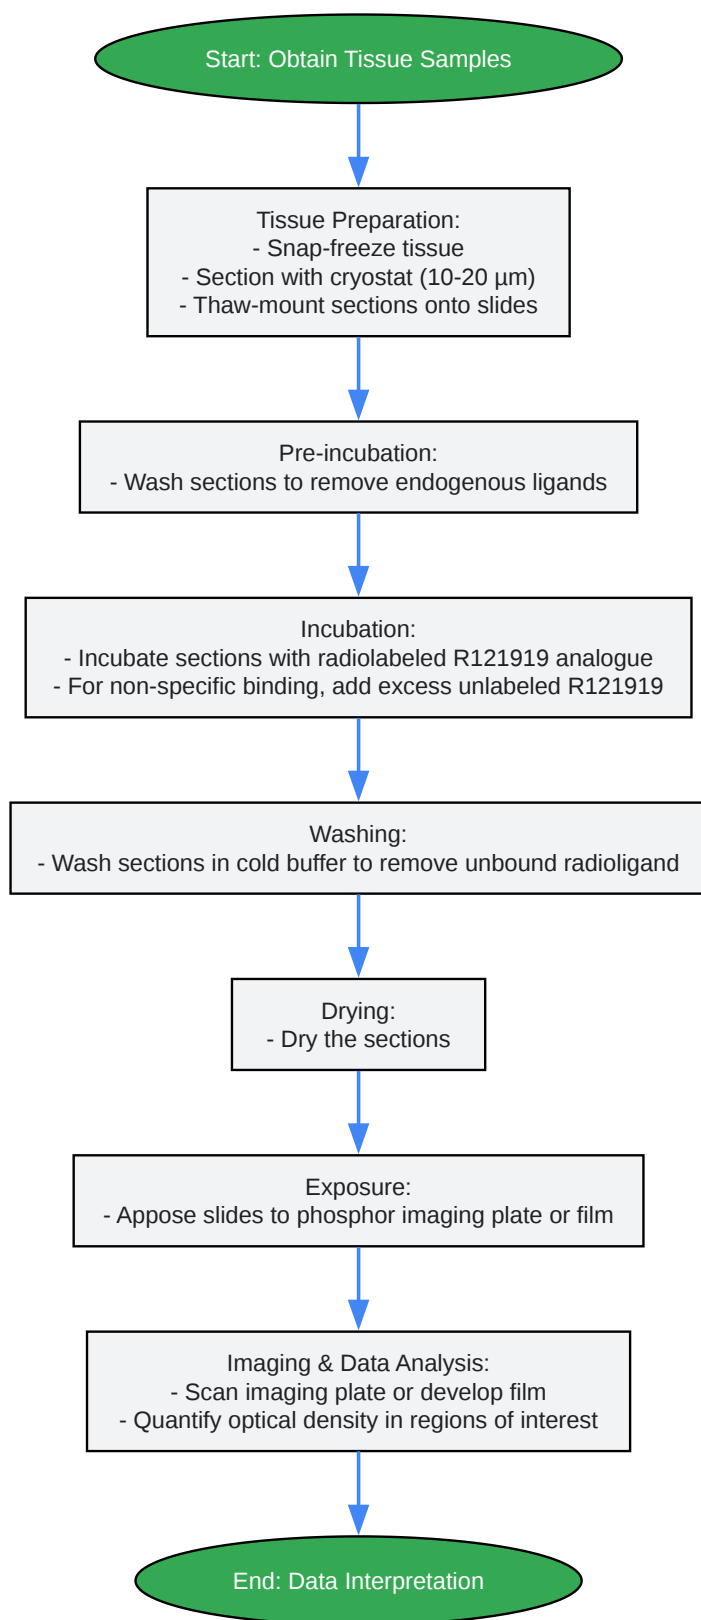 Start: Obtain Tissue Samples
Tissue Preparation:
- Snap-freeze tissue
- Section with cryostat (10-20 µm)
- Thaw-mount sections onto slides
Pre-incubation:
- Wash sections to remove endogenous ligands
Incubation:
- Incubate sections with radiolabeled R121919 analogue
- For non-specific binding, add excess unlabeled R121919
Washing:
- Wash sections in cold buffer to remove unbound radioligand
Drying:
- Dry the sections
Exposure:
- Appose slides to phosphor imaging plate or film
Imaging & Data Analysis:
- Scan imaging plate or develop film
- Quantify optical density in regions of interest
End: Data Interpretation